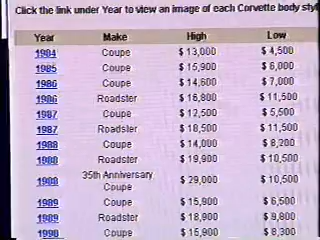 Click the link under Year to view an image of each Corvette body
Year Make High Low
1984 Coupe $13,000 $4,500
1985 Coupe $15,900 $6,000
1986 Coupe $14,600 $7,000
1986 Roadster $16,800 $11,500
1987 Coupe $12,500 $5,500
1987 Roadster $18,500 $11,500
1988 Coupe $14,000 $8,200
1988 Roadster $19,900 $10,500
35th Anniversary
1988 $29,000 $10,500
Coupe
1989 Coupe $15,900 $6,500
1989 Roadster $18,900 $9,800
1990 Coupe $15,900 $8,300